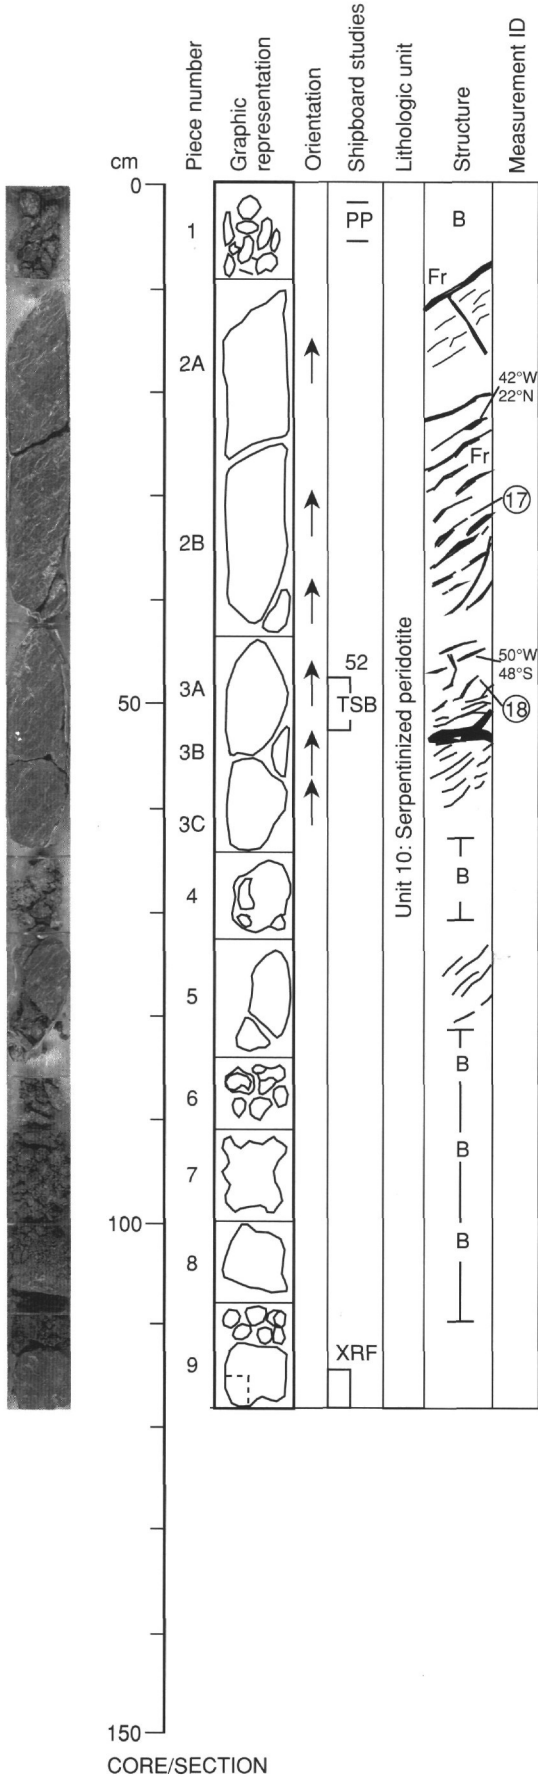 cm
Piece number
Graphic
representation
Orientation
Shipboard studies
Lithologic unit
Structure
Measurement ID
0
1
PP
B
Fr
2A
42°W
22°N
Fr
17
2B
52
50°W
48°S
3A
50
TSB
18
3B
3C
Unit 10: Serpentinized peridotite
B
4
5
B
6
B
7
100
B
8
XRF
9
150
CORE/SECTION